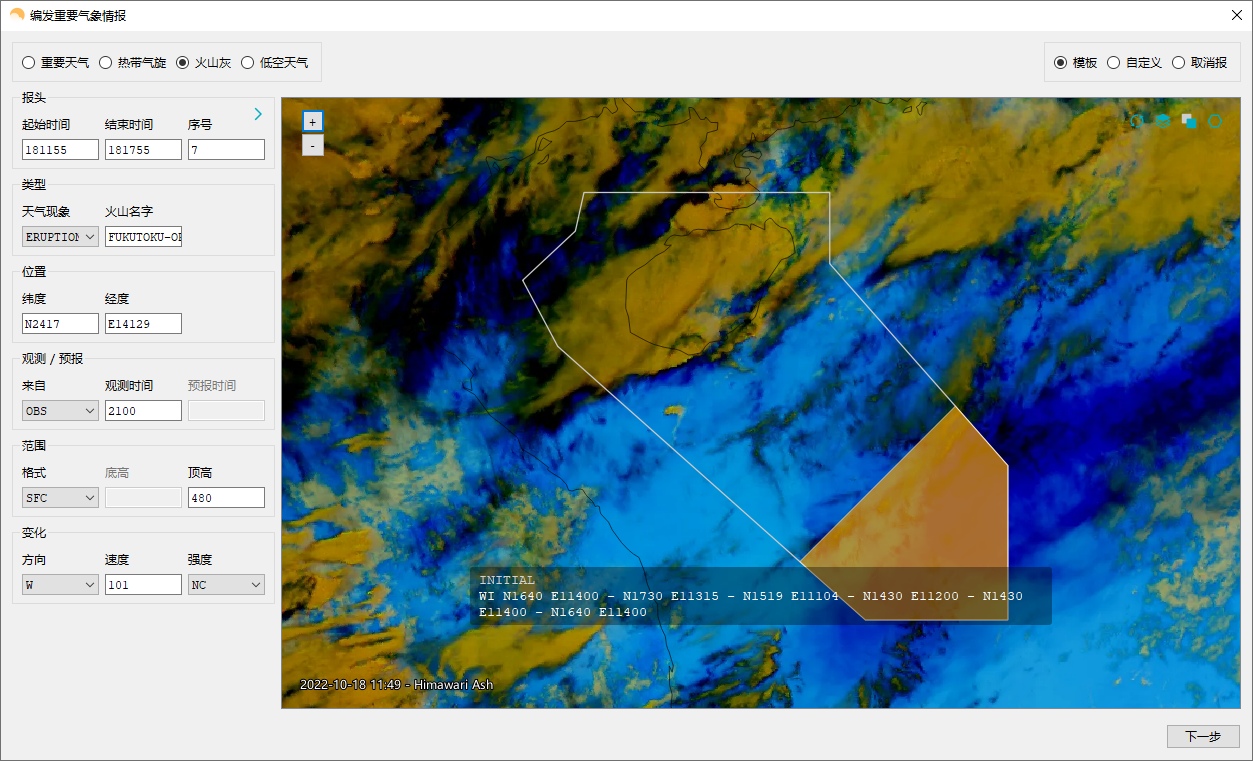 编发重要气象情报
重要天气 热带气旋 火山灰 低空天气
模板 自定义 取消报
报头
起始时间 结束时间 序号
181155 181755 7
类型
天气现象 火山名字
ERUPTION FUKUTOKU-O
位置
纬度 经度
N2417 E14129
观测 / 预报
来自 观测时间 预报时间
OBS 2100
范围
格式 底高 顶高
SFC 480
变化
方向 速度 强度
W 101 NC
+
-
INITIAL
WI N1640 E11400 - N1730 E11315 - N1519 E11104 - N1430 E11200 - N1430
E11400 - N1640 E11400
2022-10-18 11:49 - Himawari Ash
下一步